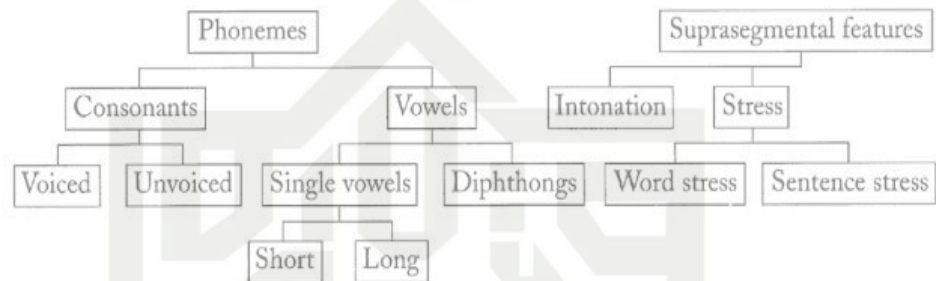 Phonemes
Suprasegmental features
Consonants
Vowels
Intonation
Stress
Voiced
Unvoiced
Single vowels
Diphthongs
Word stress
Sentence stress
Short
Long